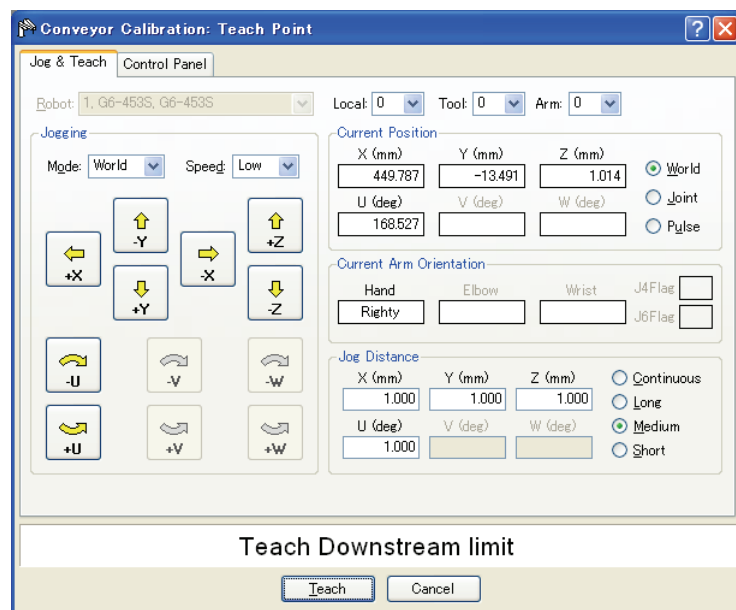 Conveyor Calibration: Teach Point
Jog & Teach Control Panel
Robot: 1, G6-453S, G6-453S Local: 0 Tool: 0 Arm: 0
Jogging
Mode: World Speed: Low
-Y +Z
+X -X
+Y -Z
-U -V -W
+U +V +W
Current Position
X (mm) Y (mm) Z (mm)
449.787 -13.491 1.014
U (deg) V (deg) W (deg)
168.527
World
Joint
Pulse
Current Arm Orientation
Hand Elbow Wrist J4Flag
Righty J6Flag
Jog Distance
X (mm) Y (mm) Z (mm)
1.000 1.000 1.000
U (deg) V (deg) W (deg)
1.000
Continuous
Long
Medium
Short
Teach Downstream limit
Teach Cancel